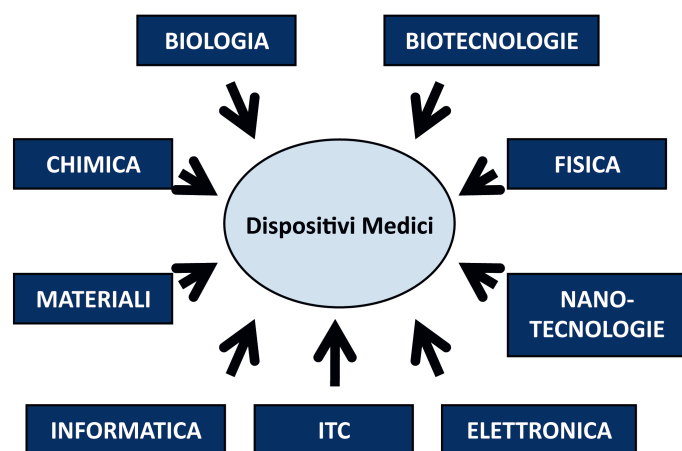 BIOLOGIA
BIOTECNOLOGIE
CHIMICA
FISICA
Dispositivi Medici
MATERIALI
NANO-
TECNOLOGIE
INFORMATICA
ITC
ELETTRONICA